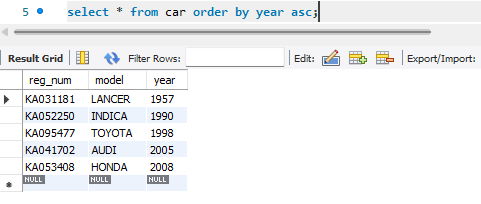 5 select * from car order by year asc;
Result Grid Filter Rows: Edit: Export/Import:
reg_num model year
KA031181 LANCER 1957
KA052250 INDICA 1990
KA095477 TOYOTA 1998
KA041702 AUDI 2005
KA053408 HONDA 2008
NULL NULL NULL